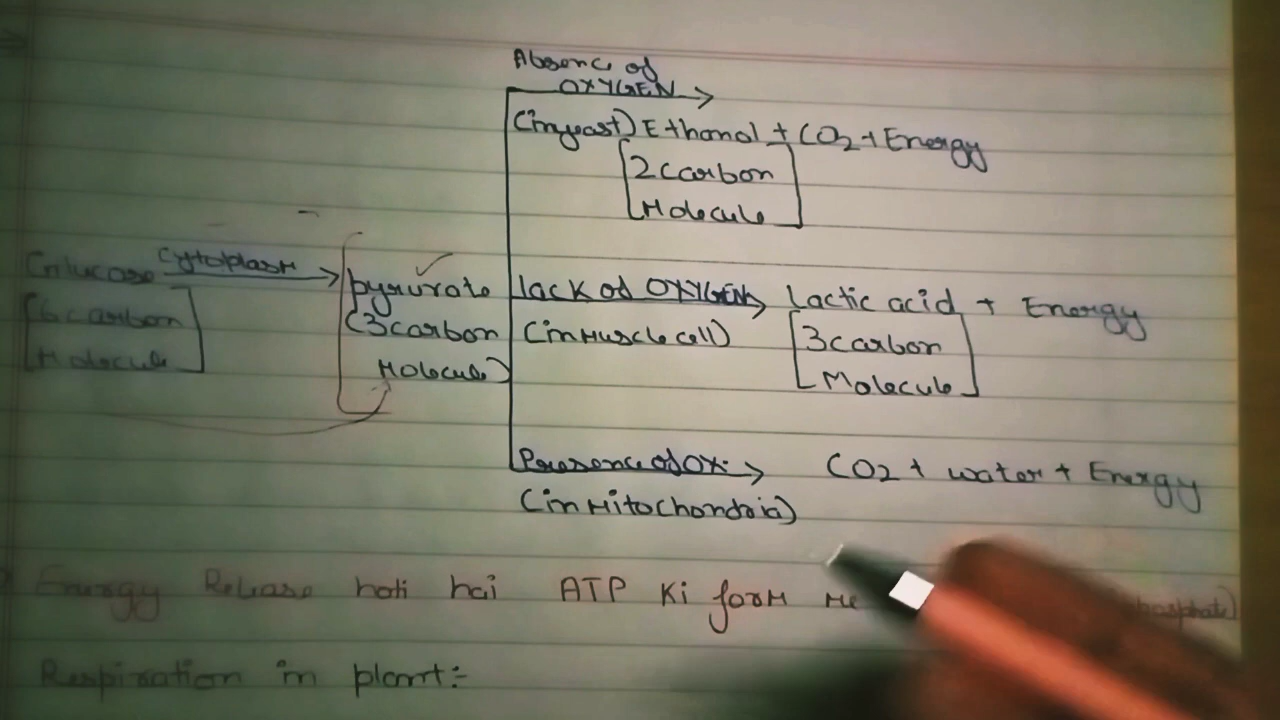 Absence of
OXYGEN
(in yeast) Ethanol + CO2 + Energy
[2 carbon
Molecule]
Glucose cytoplasm pyruvate
[6 carbon
Molecule]
(3 carbon
Molecule)
lack of OXYGEN Lactic acid + Energy
(in Muscle cell)
[3 carbon
Molecule]
Presence of OX. CO2 + water + Energy
(in Mitochondria)
Energy Release hoti hai ATP Ki form Me
Respiration in plant:-